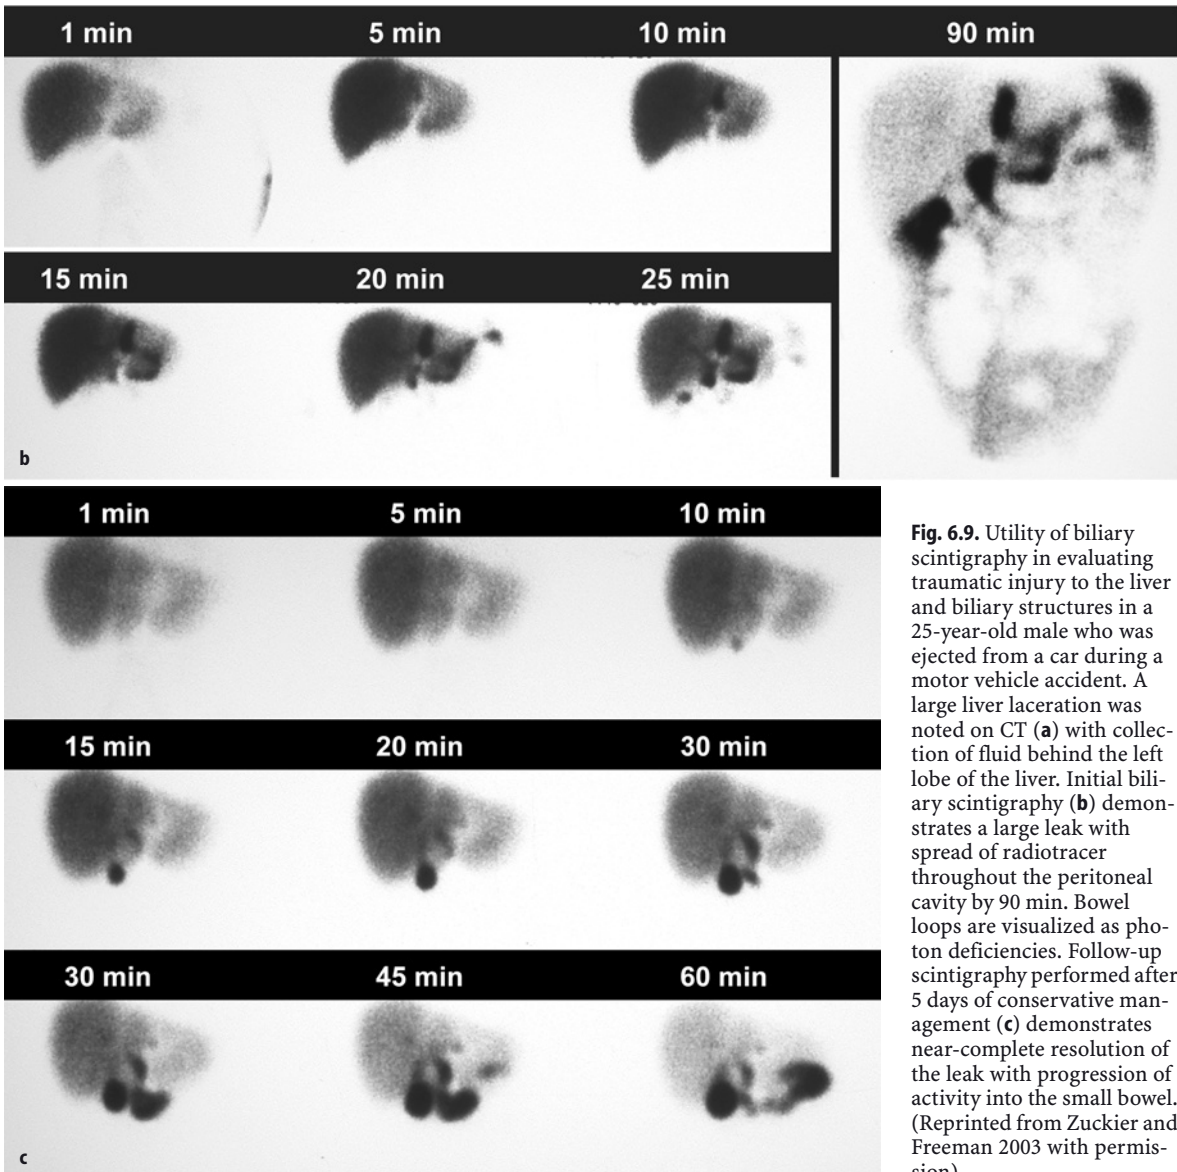 1 min 5 min 10 min 90 min
15 min 20 min 25 min
b
1 min 5 min 10 min
15 min 20 min 30 min
30 min 45 min 60 min
c
Fig. 6.9. Utility of biliary
scintigraphy in evaluating
traumatic injury to the liver
and biliary structures in a
25-year-old male who was
ejected from a car during a
motor vehicle accident. A
large liver laceration was
noted on CT (a) with collec-
tion of fluid behind the left
lobe of the liver. Initial bili-
ary scintigraphy (b) demon-
strates a large leak with
spread of radiotracer
throughout the peritoneal
cavity by 90 min. Bowel
loops are visualized as pho-
ton deficiencies. Follow-up
scintigraphy performed after
5 days of conservative man-
agement (c) demonstrates
near-complete resolution of
the leak with progression of
activity into the small bowel.
(Reprinted from Zuckier and
Freeman 2003 with permis-
sion)